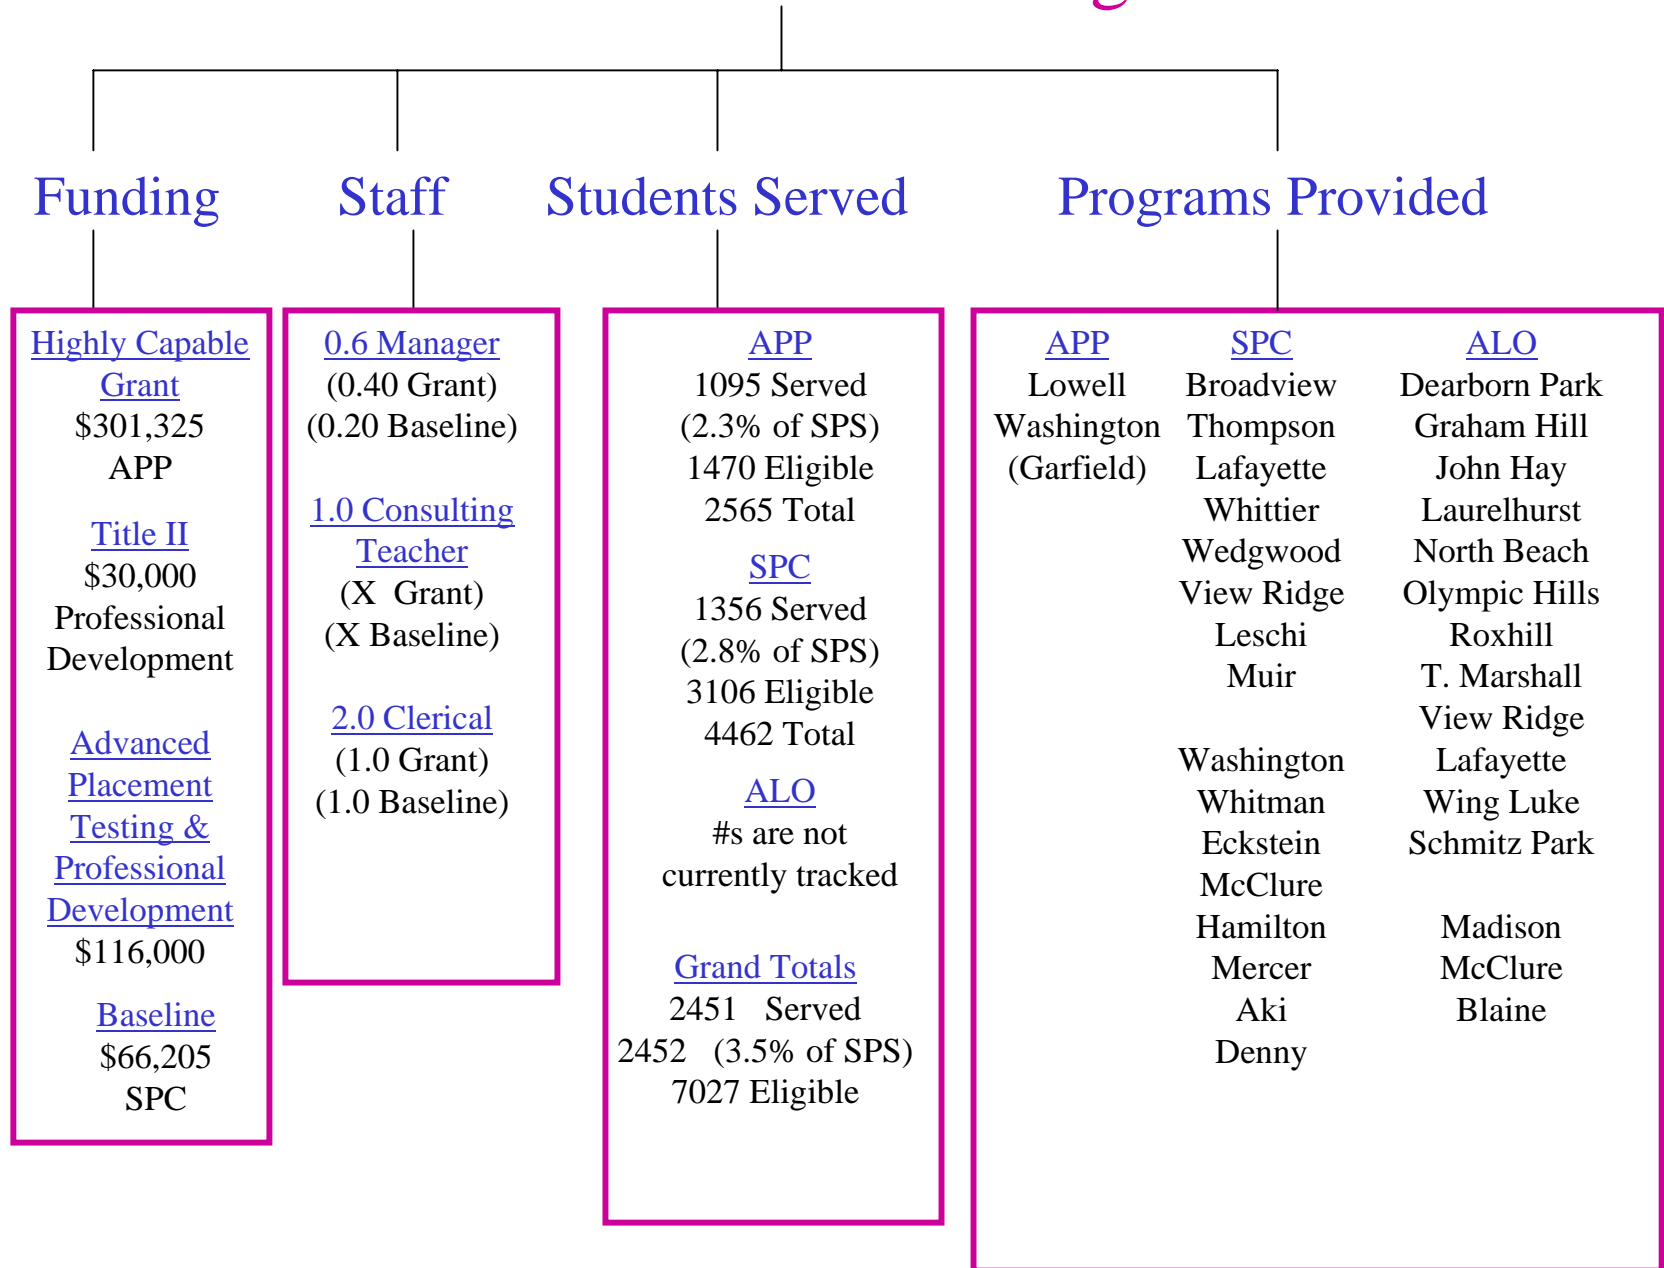 Funding
Staff
Students Served
Programs Provided
Highly Capable
Grant
$301,325
APP
Title II
$30,000
Professional
Development
Advanced
Placement
Testing &
Professional
Development
$116,000
Baseline
$66,205
SPC
0.6 Manager
(0.40 Grant)
(0.20 Baseline)
1.0 Consulting
Teacher
(X Grant)
(X Baseline)
2.0 Clerical
(1.0 Grant)
(1.0 Baseline)
APP
1095 Served
(2.3% of SPS)
1470 Eligible
2565 Total
SPC
1356 Served
(2.8% of SPS)
3106 Eligible
4462 Total
ALO
#s are not
currently tracked
Grand Totals
2451 Served
2452 (3.5% of SPS)
7027 Eligible
APP
Lowell
Washington
(Garfield)
SPC
Broadview
Thompson
Lafayette
Whittier
Wedgwood
View Ridge
Leschi
Muir
Washington
Whitman
Eckstein
McClure
Hamilton
Mercer
Aki
Denny
ALO
Dearborn Park
Graham Hill
John Hay
Laurelhurst
North Beach
Olympic Hills
Roxhill
T. Marshall
View Ridge
Lafayette
Wing Luke
Schmitz Park
Madison
McClure
Blaine